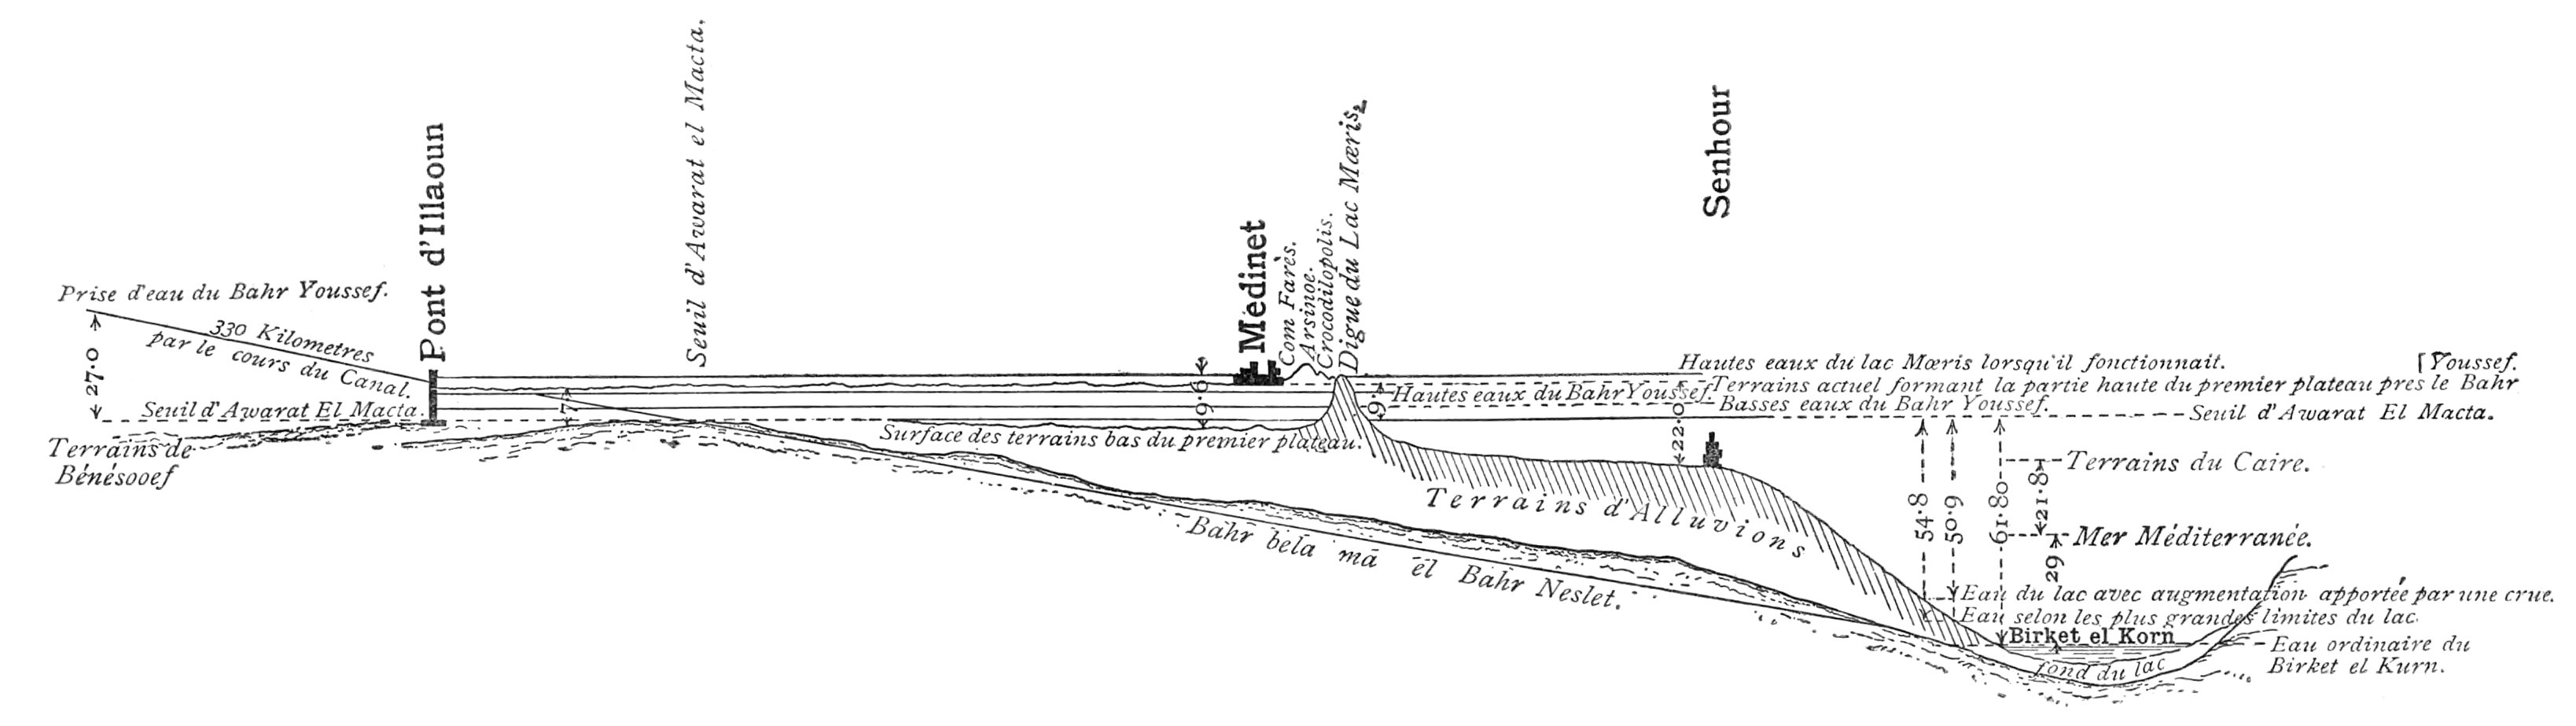 Prise d'eau du Bahr Youssef.
330 Kilometres
par le cours du Canal.
27.0
Seuil d'Awarat El Macta.
Terrains de
Bénésooef
Pont d'Illaoun
Seuil d'Awarat el Macta.
7
9.6
Medinet
Com Farès.
Arsinoe.
Crocodilopolis.
Digue du Lac Mœris
Senhour
Hautes eaux du lac Mœris lorsqu'il fonctionnait.
[Youssef.
Terrains actuel formant la partie haute du premier plateau pres le Bahr
Hautes eaux du Bahr Youssef.
Basses eaux du Bahr Youssef.
Seuil d'Awarat El Macta.
22.0
Surface des terrains bas du premier plateau.
Terrains d'Alluvions
Bahr bela mā ēl Bahr Neslet.
54.8
50.9
61.80
Terrains du Caire.
21.80
Mer Méditerranée.
29
Eau du lac avec augmentation apportée par une crue.
Eau selon les plus grandes limites du lac.
Birket el Korn
fond du lac
Eau ordinaire du
Birket el Kurn.